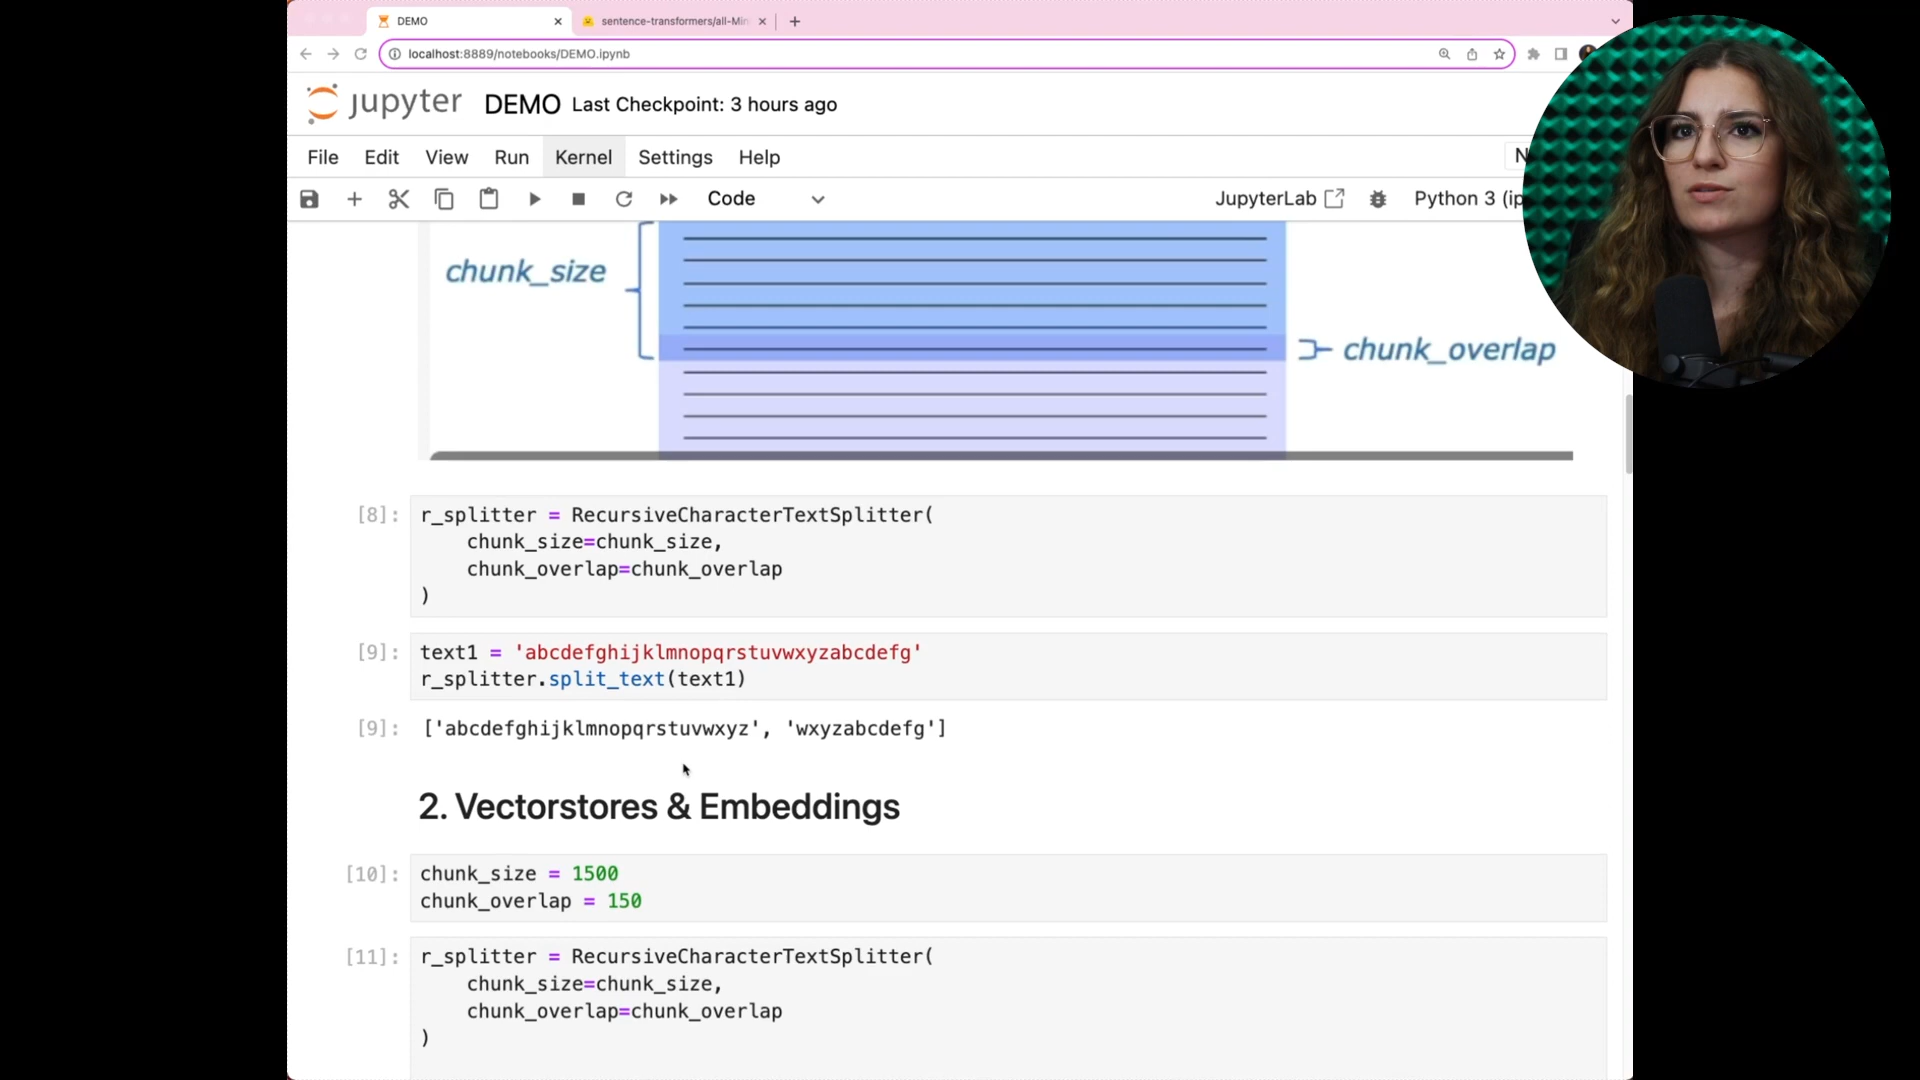 DEMO
sentence-transformers/all-Min
localhost:8889/notebooks/DEMO.ipynb
jupyter DEMO Last Checkpoint: 3 hours ago
File Edit View Run Kernel Settings Help
Code JupyterLab Python 3 (ip
chunk_size
chunk_overlap
[8]: r_splitter = RecursiveCharacterTextSplitter(
chunk_size=chunk_size,
chunk_overlap=chunk_overlap
)
[9]: text1 = 'abcdefghijklmnopqrstuvwxyzabcdefg'
r_splitter.split_text(text1)
[9]: ['abcdefghijklmnopqrstuvwxyz', 'wxyzabcdefg']
2. Vectorstores & Embeddings
[10]: chunk_size = 1500
chunk_overlap = 150
[11]: r_splitter = RecursiveCharacterTextSplitter(
chunk_size=chunk_size,
chunk_overlap=chunk_overlap
)